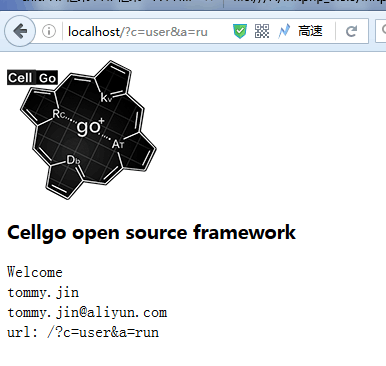 localhost/?c=user&a=ru
高速
Cell Go
Kv
Rc
go+
AT
Db
Cellgo open source framework
Welcome
tommy.jin
tommy.jin@aliyun.com
url: /?c=user&a=run